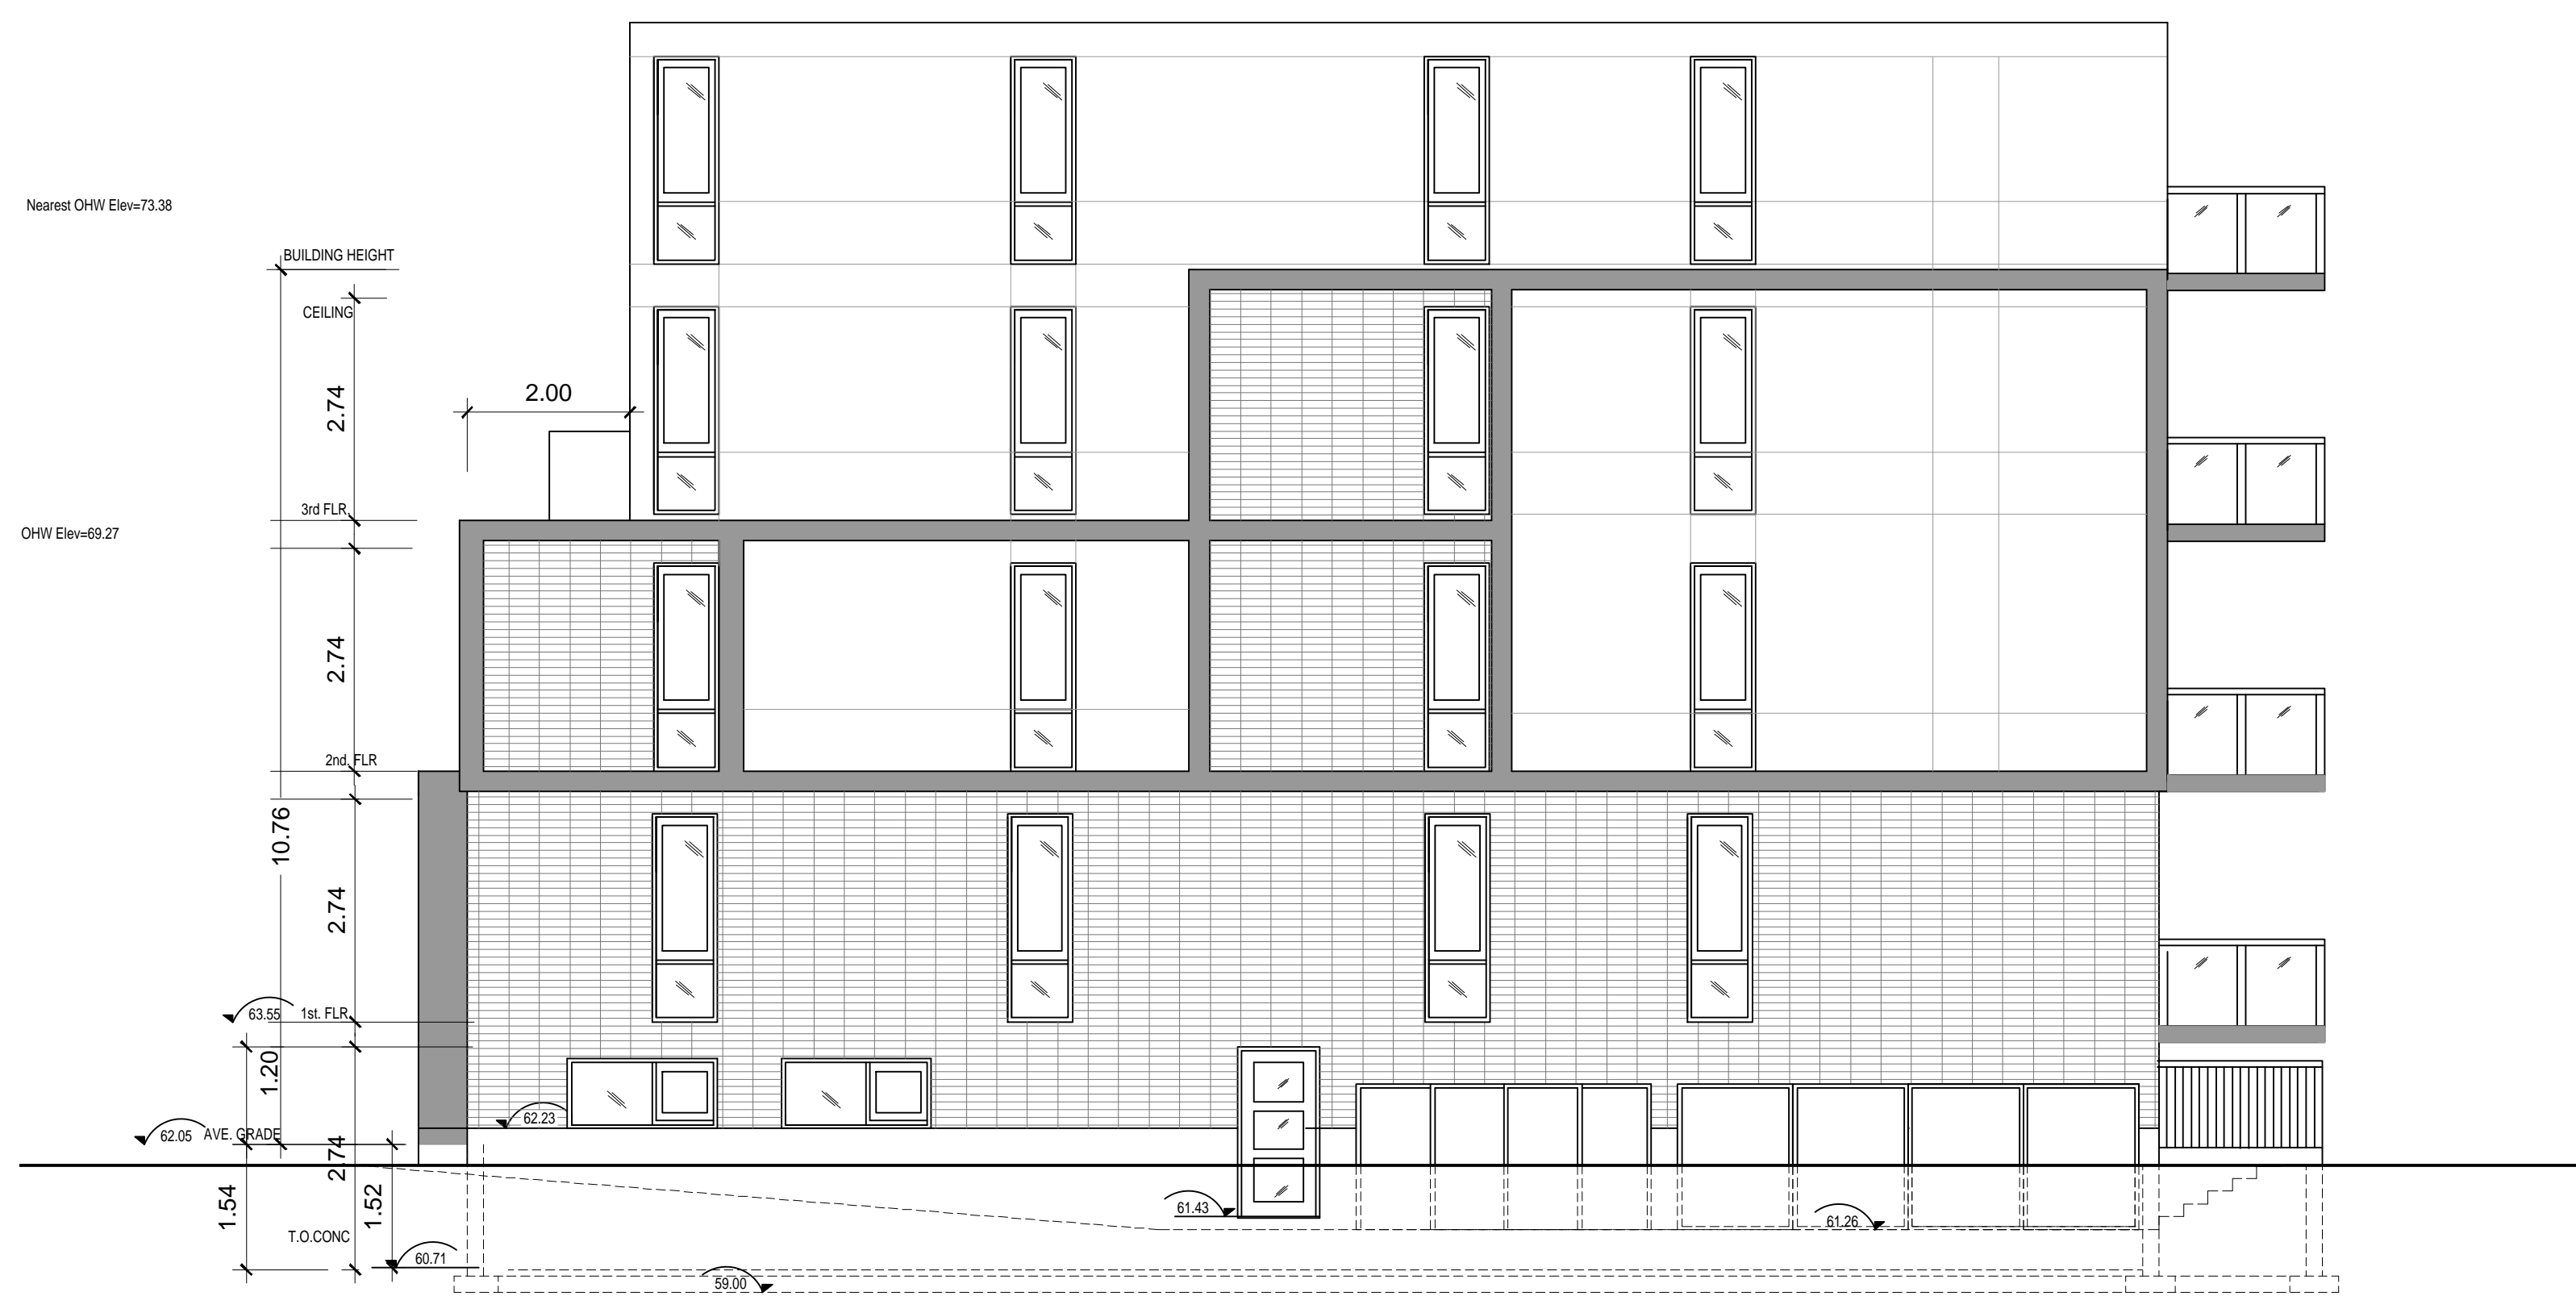 Nearest OHW Elev=73.38
BUILDING HEIGHT
CEILING
2.74
2.00
3rd FLR.
OHW Elev=69.27
2.74
2nd. FLR
10.76
2.74
63.55
1st. FLR
1.20
62.23
62.05
AVE. GRADE
2.74
1.54
1.52
61.43
61.26
T.O.CONC
60.71
59.00